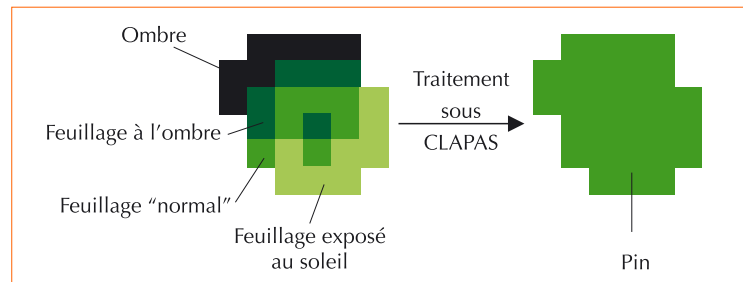 Ombre
Feuillage à l’ombre
Feuillage “normal”
Feuillage exposé
au soleil
Traitement
sous
CLAPAS
Pin